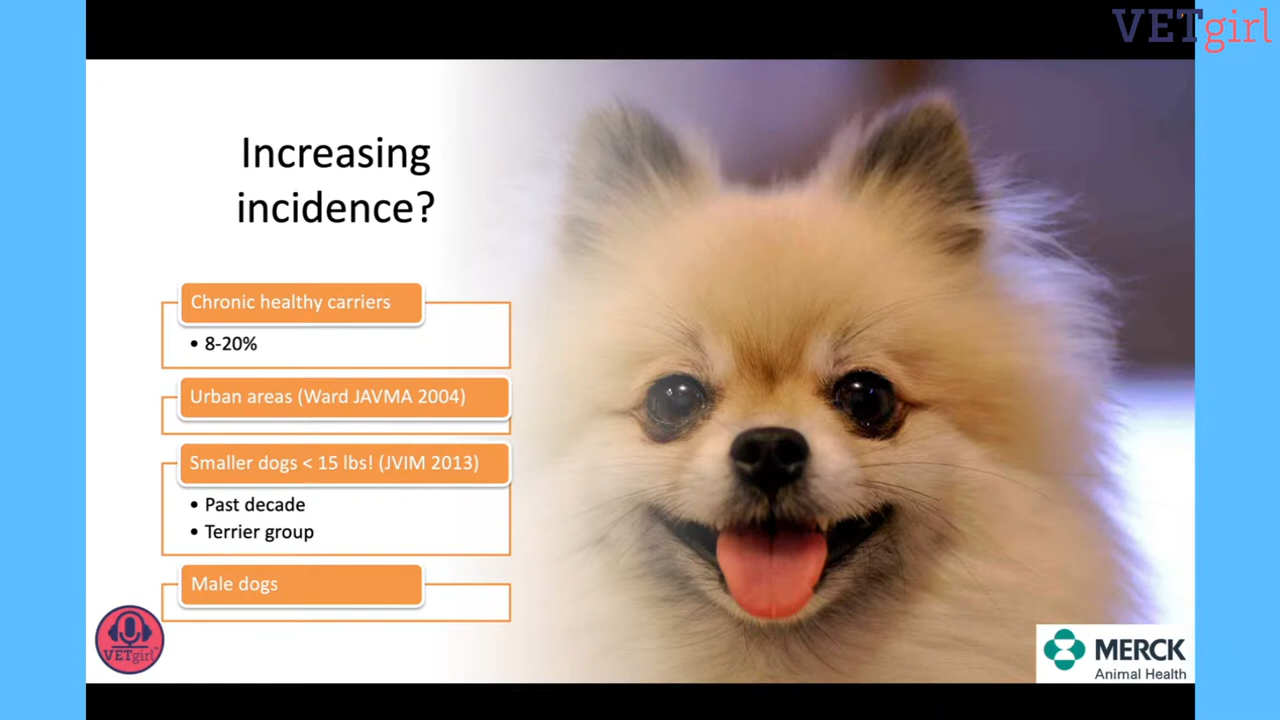 VETgirl
Increasing
incidence?
Chronic healthy carriers
• 8-20%
Urban areas (Ward JAVMA 2004)
Smaller dogs < 15 lbs! (JVIM 2013)
• Past decade
• Terrier group
Male dogs
VETgirl
MERCK
Animal Health